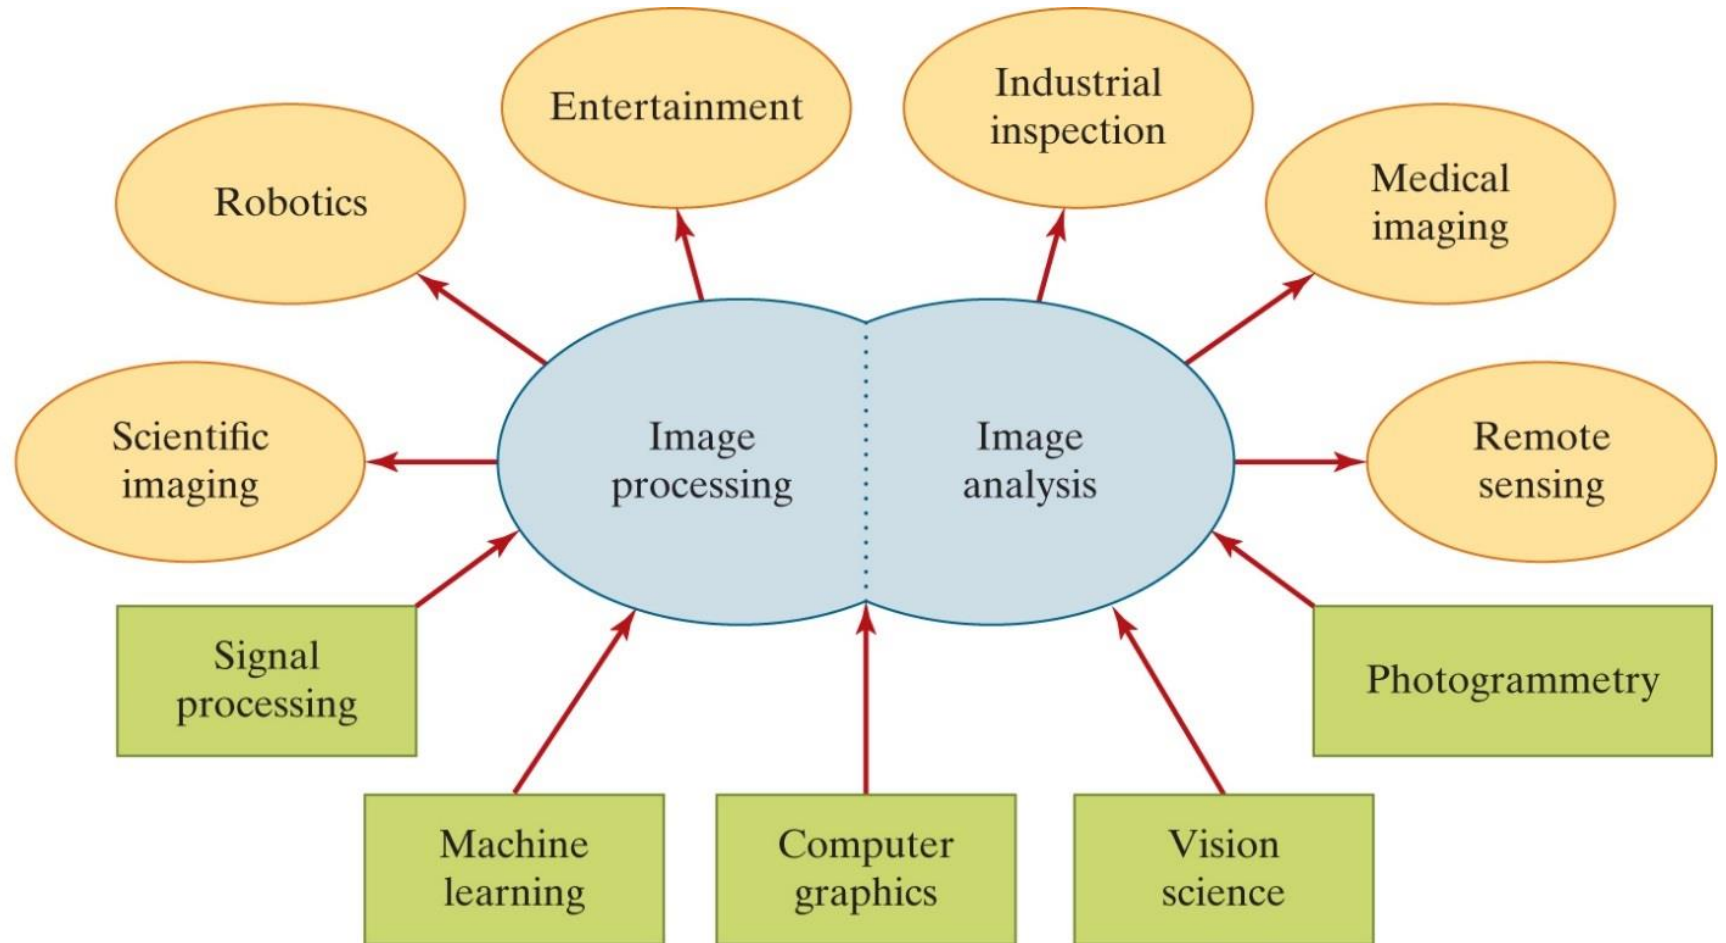 Entertainment
Industrial
inspection
Robotics
Medical
imaging
Scientific
imaging
Image
processing
Image
analysis
Remote
sensing
Signal
processing
Photogrammetry
Machine
learning
Computer
graphics
Vision
science